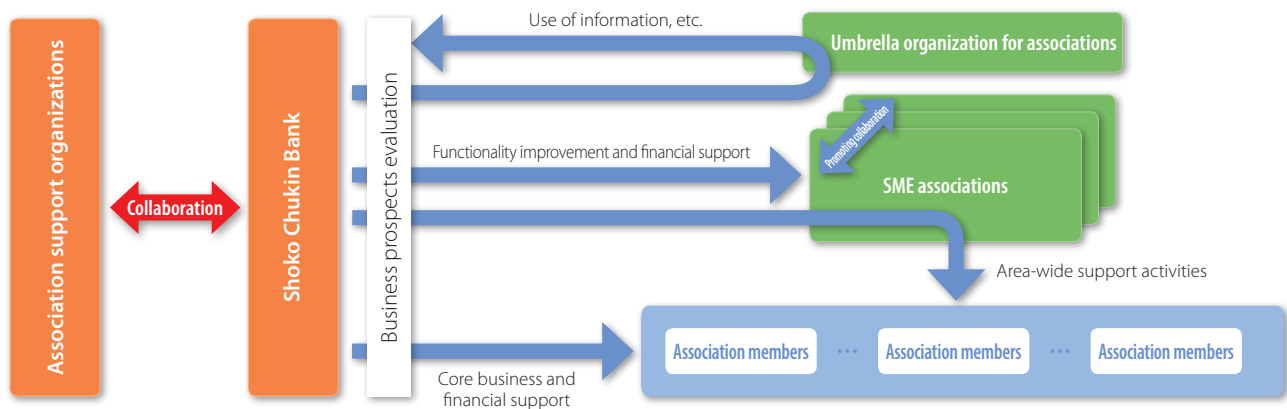 Association support organizations
Collaboration
Shoko Chukin Bank
Business prospects evaluation
Use of information, etc.
Umbrella organization for associations
Promoting collaboration
Functionality improvement and financial support
SME associations
Area-wide support activities
Association members ... Association members ... Association members
Core business and
financial support